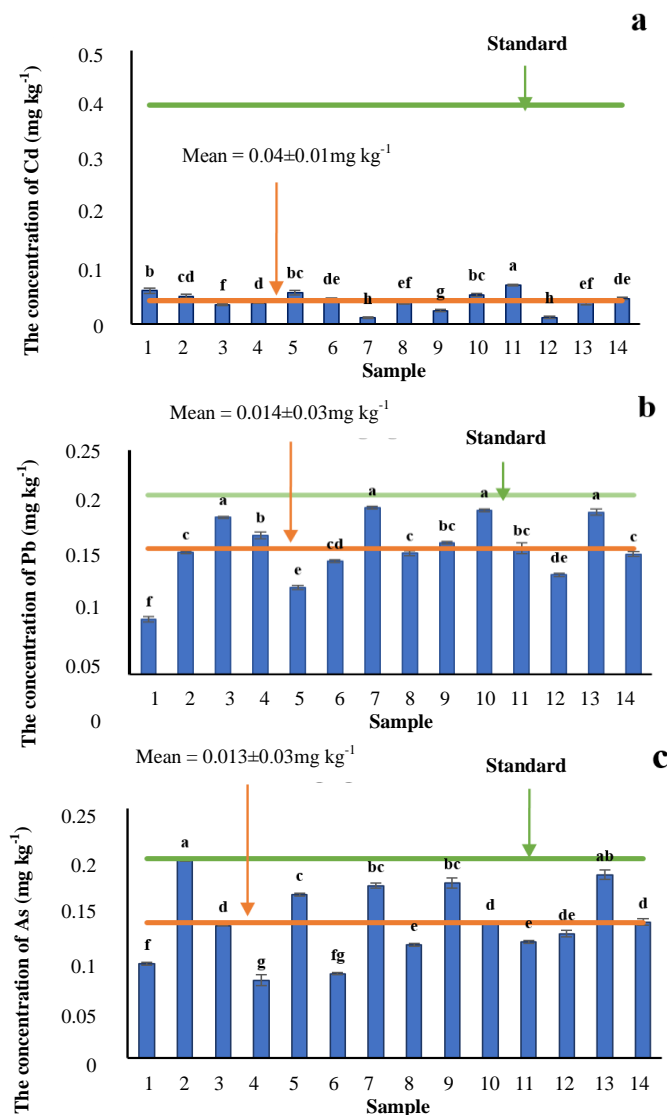 a
The concentration of Cd (mg kg⁻¹)
0.5
0.4
0.3
0.2
0.1
0
Standard
Mean = 0.04±0.01mg kg⁻¹
b cd f d bc de h ef g bc a h ef de
1 2 3 4 5 6 7 8 9 10 11 12 13 14
Sample
b
The concentration of Pb (mg kg⁻¹)
Mean = 0.014±0.03mg kg⁻¹
Standard
0.25
0.2
0.15
0.1
0.05
0
f c a b e cd a c bc a bc de a c
1 2 3 4 5 6 7 8 9 10 11 12 13 14
Sample
c
The concentration of As (mg kg⁻¹)
Mean = 0.013±0.03mg kg⁻¹
Standard
0.25
0.2
0.15
0.1
0.05
0
f a d g c fg bc e bc d e de ab d
1 2 3 4 5 6 7 8 9 10 11 12 13 14
Sample